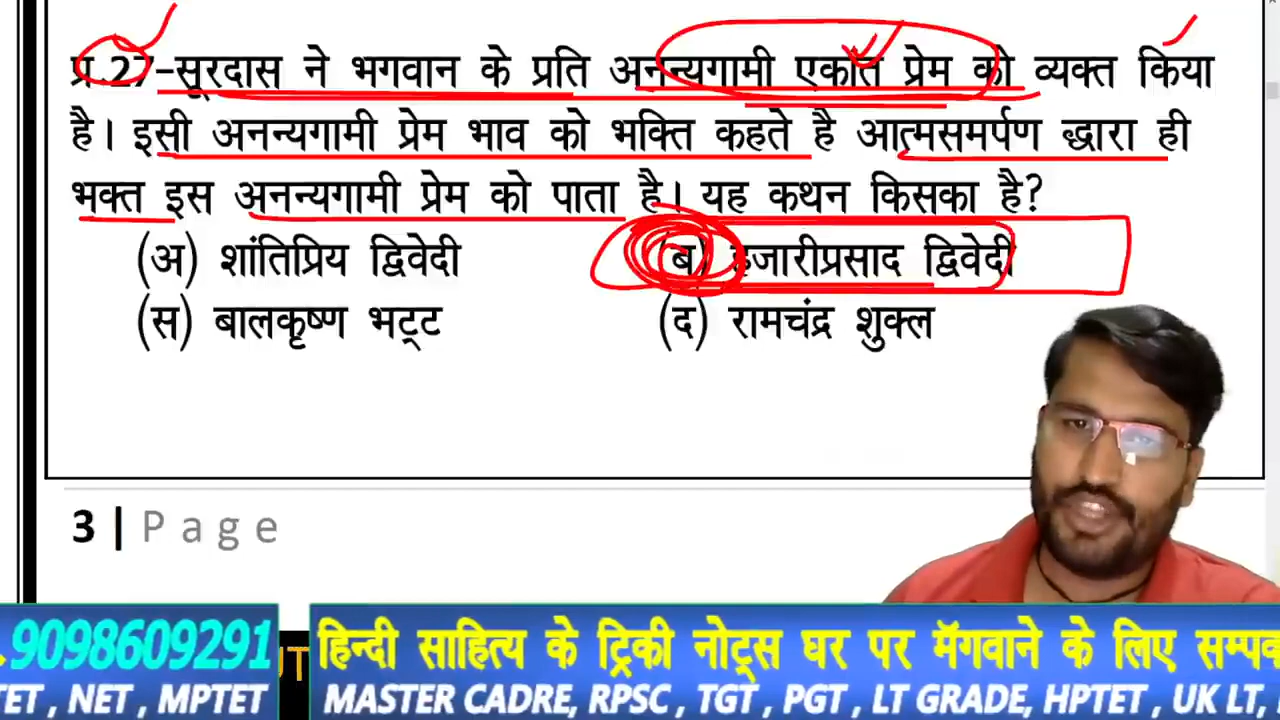 प्र.27-सूरदास ने भगवान के प्रति अनन्यगामी एकांत प्रेम को व्यक्त किया
है। इसी अनन्यगामी प्रेम भाव को भक्ति कहते है आत्मसमर्पण द्धारा ही
भक्त इस अनन्यगामी प्रेम को पाता है। यह कथन किसका है?
(अ) शांतिप्रिय द्विवेदी (ब) हजारीप्रसाद द्विवेदी
(स) बालकृष्ण भट्ट (द) रामचंद्र शुक्ल
3 | Page
9098609291 हिन्दी साहित्य के ट्रिकी नोट्स घर पर मॅगवाने के लिए
TET, NET, MPTET MASTER CADRE, RPSC, TGT, PGT, LT GRADE, HPTET, UK LT,